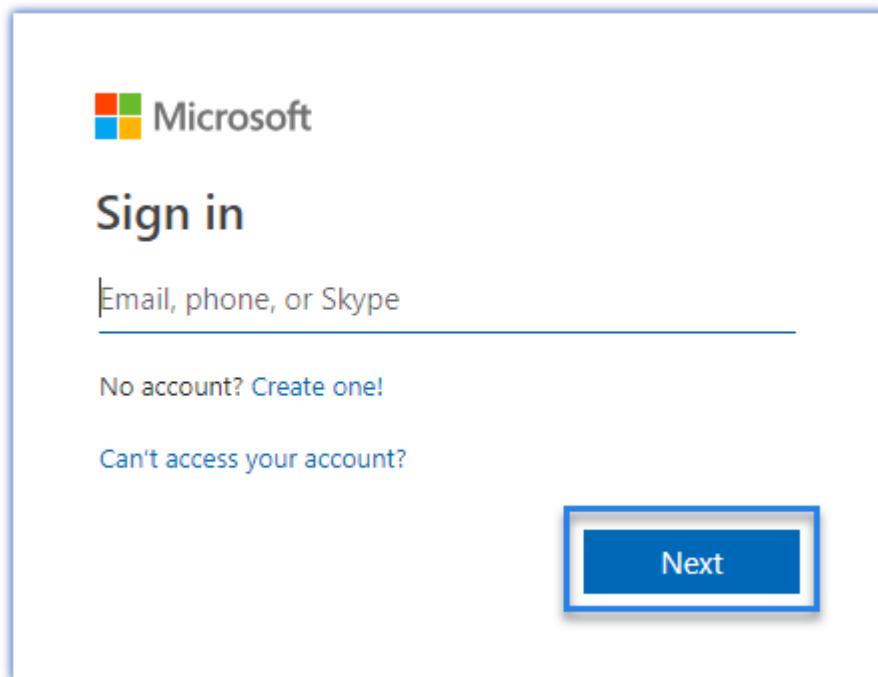 Microsoft
Sign in
Email, phone, or Skype
No account? Create one!
Can't access your account?
Next